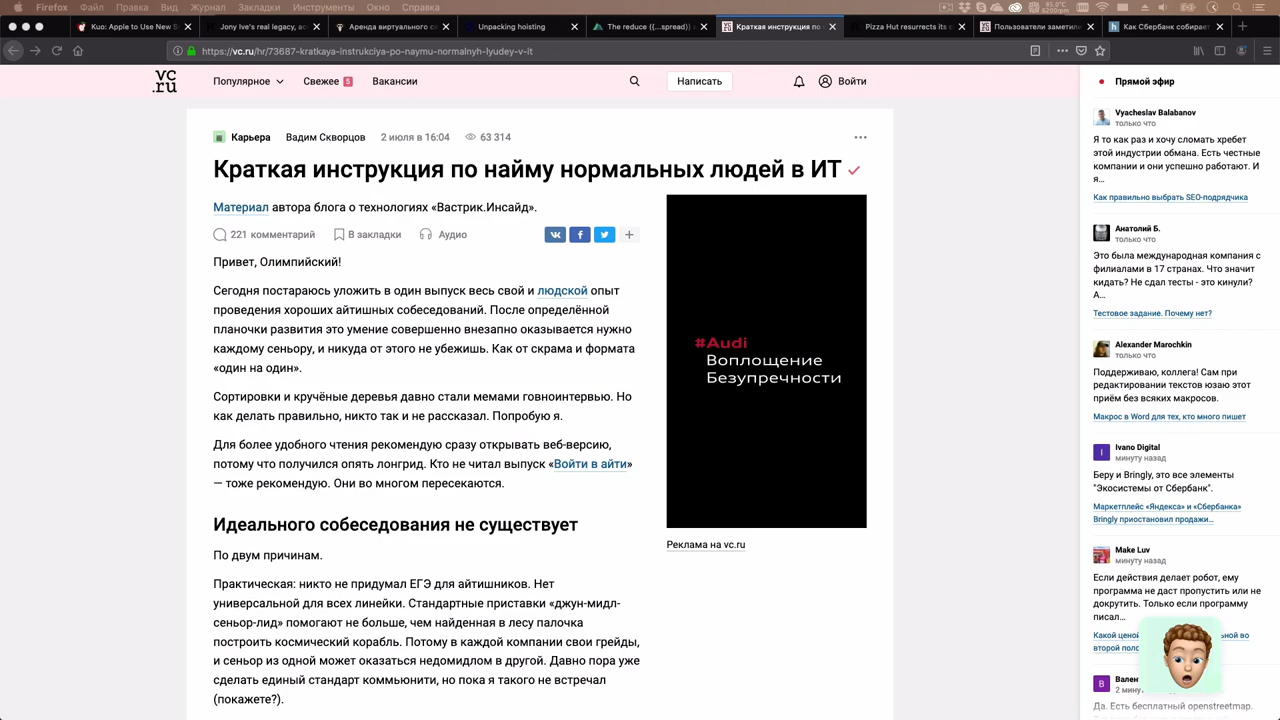 Firefox Файл Правка Вид Журнал Закладки Инструменты Окно Справка
Kuo: Apple to Use New S
Jony Ive's real legacy, ac
Аренда виртуального с
Unpacking hoisting
The reduce ({...spread})
Краткая инструкция по
Pizza Hut resurrects its c
Пользователи заметил
Как Сбербанк собирает
https://vc.ru/hr/73687-kratkaya-instrukciya-po-naymu-normalnyh-lyudey-v-it
vc
.ru
Популярное
Свежее 5
Вакансии
Написать
Войти
Карьера Вадим Скворцов 2 июля в 16:04 63 314
Краткая инструкция по найму нормальных людей в ИТ
Материал автора блога о технологиях «Вастрик.Инсайд».
221 комментарий В закладки Аудио
Привет, Олимпийский!
Сегодня постараюсь уложить в один выпуск весь свой и людской опыт
проведения хороших айтишных собеседований. После определённой
планочки развития это умение совершенно внезапно оказывается нужно
каждому сеньору, и никуда от этого не убежишь. Как от скрама и формата
«один на один».
Сортировки и кручёные деревья давно стали мемами говноинтервью. Но
как делать правильно, никто так и не рассказал. Попробую я.
Для более удобного чтения рекомендую сразу открывать веб-версию,
потому что получился опять лонгрид. Кто не читал выпуск «Войти в айти»
— тоже рекомендую. Они во многом пересекаются.
Идеального собеседования не существует
По двум причинам.
Практическая: никто не придумал ЕГЭ для айтишников. Нет
универсальной для всех линейки. Стандартные приставки «джун-мидл-
сеньор-лид» помогают не больше, чем найденная в лесу палочка
построить космический корабль. Потому в каждой компании свои грейды,
и сеньор из одной может оказаться недомидлом в другой. Давно пора уже
сделать единый стандарт коммьюнити, но пока я такого не встречал
(покажете?).
#Audi
Воплощение
Безупречности
Реклама на vc.ru
Прямой эфир
Vyacheslav Balabanov
только что
Я то как раз и хочу сломать хребет
этой индустрии обмана. Есть честные
компании и они успешно работают. И
я...
Как правильно выбрать SEO-подрядчика
Анатолий Б.
только что
Это была международная компания с
филиалами в 17 странах. Что значит
кидать? Не сдал тесты - это кинули?
А...
Тестовое задание. Почему нет?
Alexander Marochkin
только что
Поддерживаю, коллега! Сам при
редактировании текстов юзаю этот
приём без всяких макросов.
Макрос в Word для тех, кто много пишет
Ivano Digital
минуту назад
Беру и Bringly, это все элементы
"Экосистемы от Сбербанк".
Маркетплейс «Яндекса» и «Сбербанка»
Bringly приостановил продажи...
Make Luv
минуту назад
Если действия делает робот, ему
программа не даст пропустить или не
докрутить. Только если программу
писал...
Какой ценой ьной во
второй поло
Вален
2 мину
Да. Есть бесплатный openstreetmap.